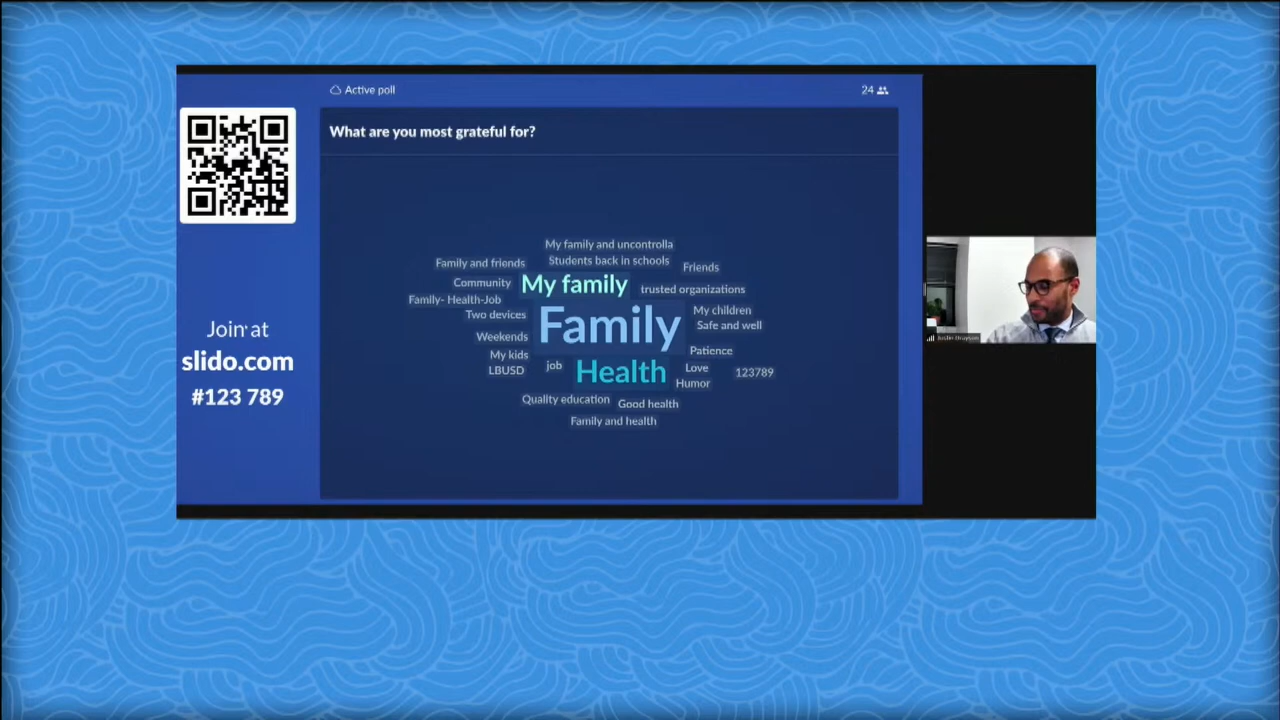 Active poll
24
What are you most grateful for?
My family and uncontrolla
Students back in schools
Family and friends
Friends
Community
My family
trusted organizations
Family- Health-Job
Two devices
Family
My children
Safe and well
Weekends
Patience
My kids
job
Health
Love
LBUSD
123789
Humor
Quality education
Good health
Family and health
Join at
slido.com
#123 789